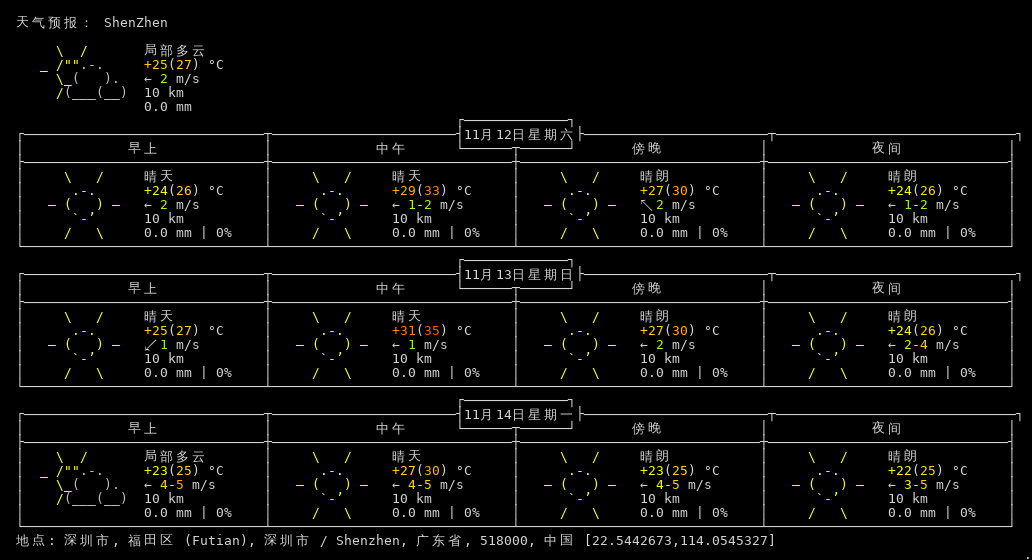 天气预报： ShenZhen
局部多云
+25(27) °C
← 2 m/s
10 km
0.0 mm
11月12日星期六
早上 中午 傍晚 夜间
晴天 晴天 晴朗 晴朗
+24(26) °C +29(33) °C +27(30) °C +24(26) °C
← 2 m/s ← 1-2 m/s ↖ 2 m/s ← 1-2 m/s
10 km 10 km 10 km 10 km
0.0 mm | 0% 0.0 mm | 0% 0.0 mm | 0% 0.0 mm | 0%
11月13日星期日
早上 中午 傍晚 夜间
晴天 晴天 晴朗 晴朗
+25(27) °C +31(35) °C +27(30) °C +24(26) °C
↙ 1 m/s ← 1 m/s ← 2 m/s ← 2-4 m/s
10 km 10 km 10 km 10 km
0.0 mm | 0% 0.0 mm | 0% 0.0 mm | 0% 0.0 mm | 0%
11月14日星期一
早上 中午 傍晚 夜间
局部多云 晴天 晴朗 晴朗
+23(25) °C +27(30) °C +23(25) °C +22(25) °C
← 4-5 m/s ← 4-5 m/s ← 4-5 m/s ← 3-5 m/s
10 km 10 km 10 km 10 km
0.0 mm | 0% 0.0 mm | 0% 0.0 mm | 0% 0.0 mm | 0%
地点: 深圳市, 福田区 (Futian), 深圳市 / Shenzhen, 广东省, 518000, 中国 [22.5442673,114.0545327]